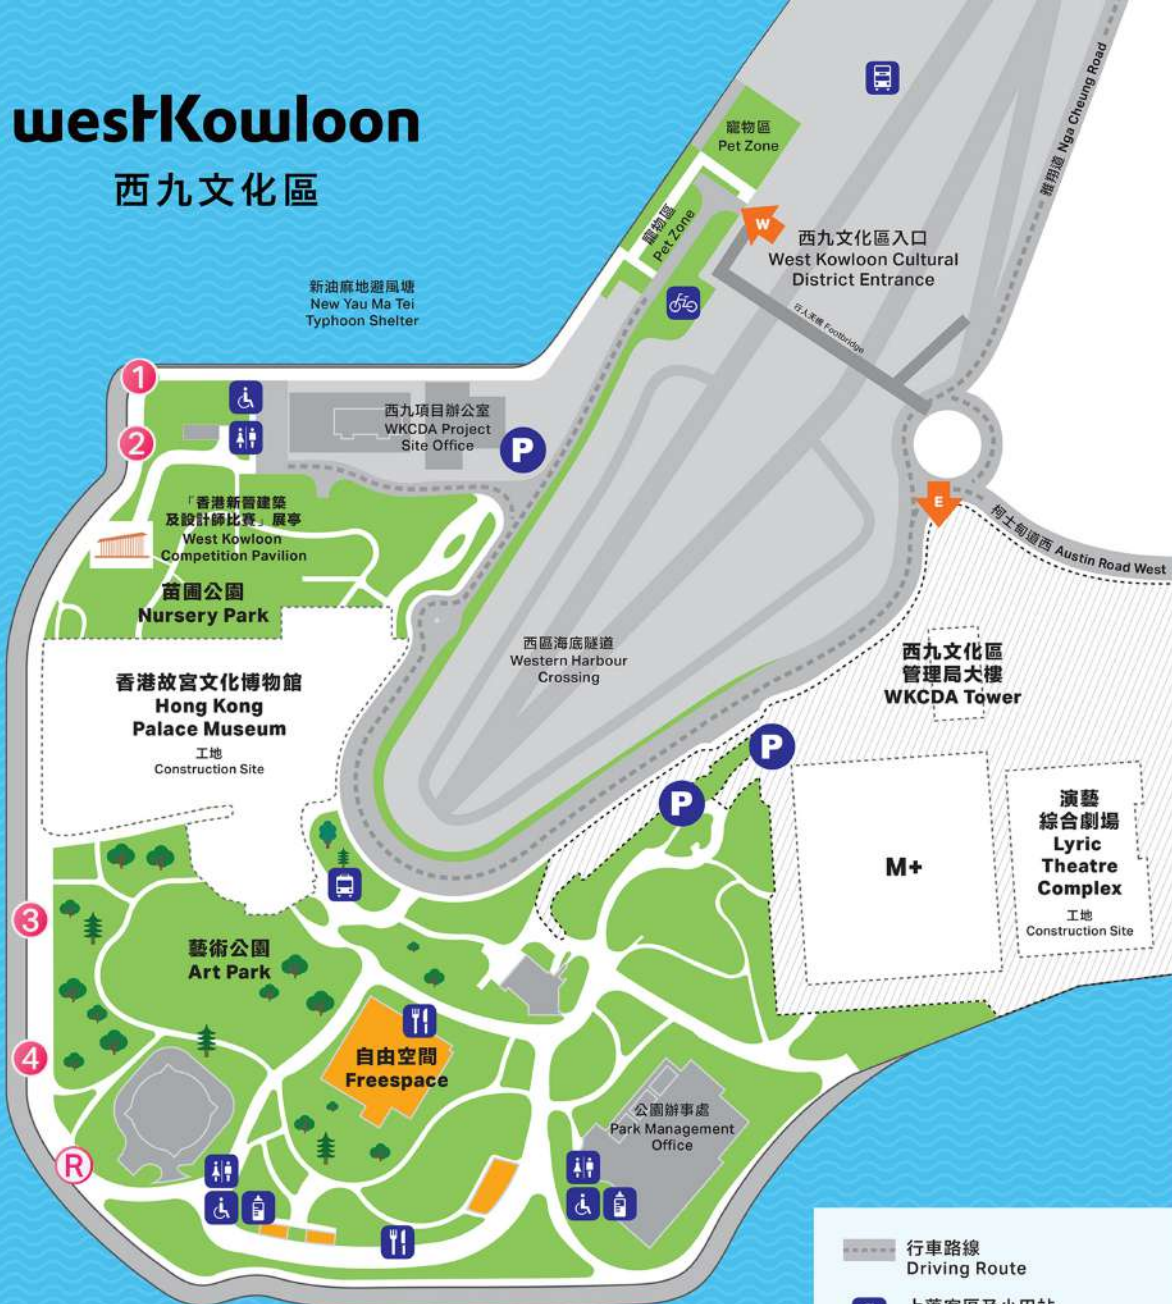 westKowloon
西九文化區
新油麻地避風塘
New Yau Ma Tei
Typhoon Shelter
寵物區
Pet Zone
寵物區
Pet Zone
雅翔道 Nga Cheung Road
W
西九文化區入口
West Kowloon Cultural
District Entrance
行人天橋 Footbridge
1
2
西九項目辦公室
WKCDA Project
Site Office
P
E
柯士甸道西 Austin Road West
「香港新晉建築
及設計師比賽」展亭
West Kowloon
Competition Pavilion
苗圃公園
Nursery Park
西區海底隧道
Western Harbour
Crossing
西九文化區
管理局大樓
WKCDA Tower
香港故宮文化博物館
Hong Kong
Palace Museum
工地
Construction Site
P
P
M+
演藝
綜合劇場
Lyric
Theatre
Complex
工地
Construction Site
3
藝術公園
Art Park
4
自由空間
Freespace
公園辦事處
Park Management
Office
R
行車路線
Driving Route